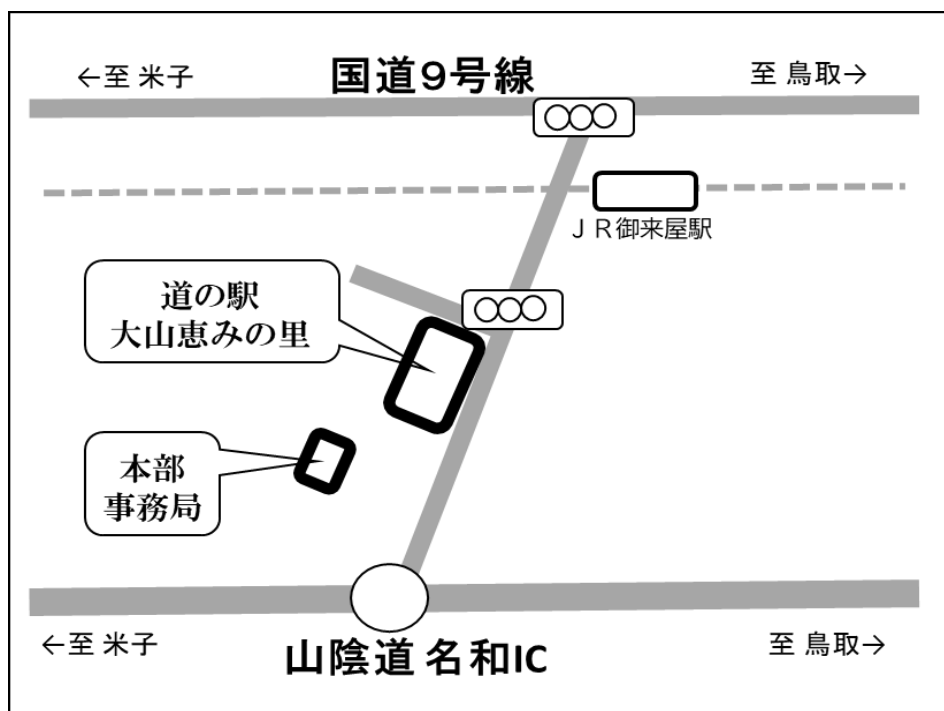 ←至 米子
国道9号線
至 鳥取→
ＪＲ御来屋駅
道の駅
大山恵みの里
本部
事務局
←至 米子
山陰道 名和IC
至 鳥取→